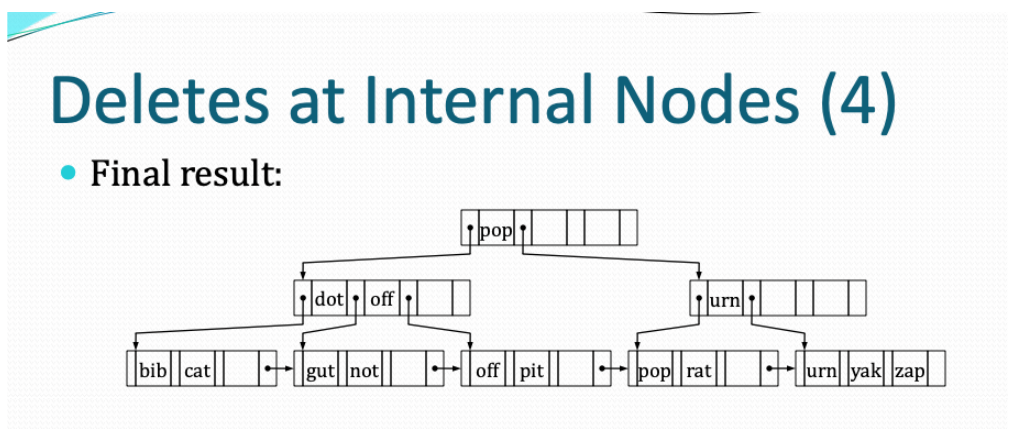 Deletes at Internal Nodes (4)
Final result:
pop
dot off urn
bib cat gut not off pit pop rat urn yak zap